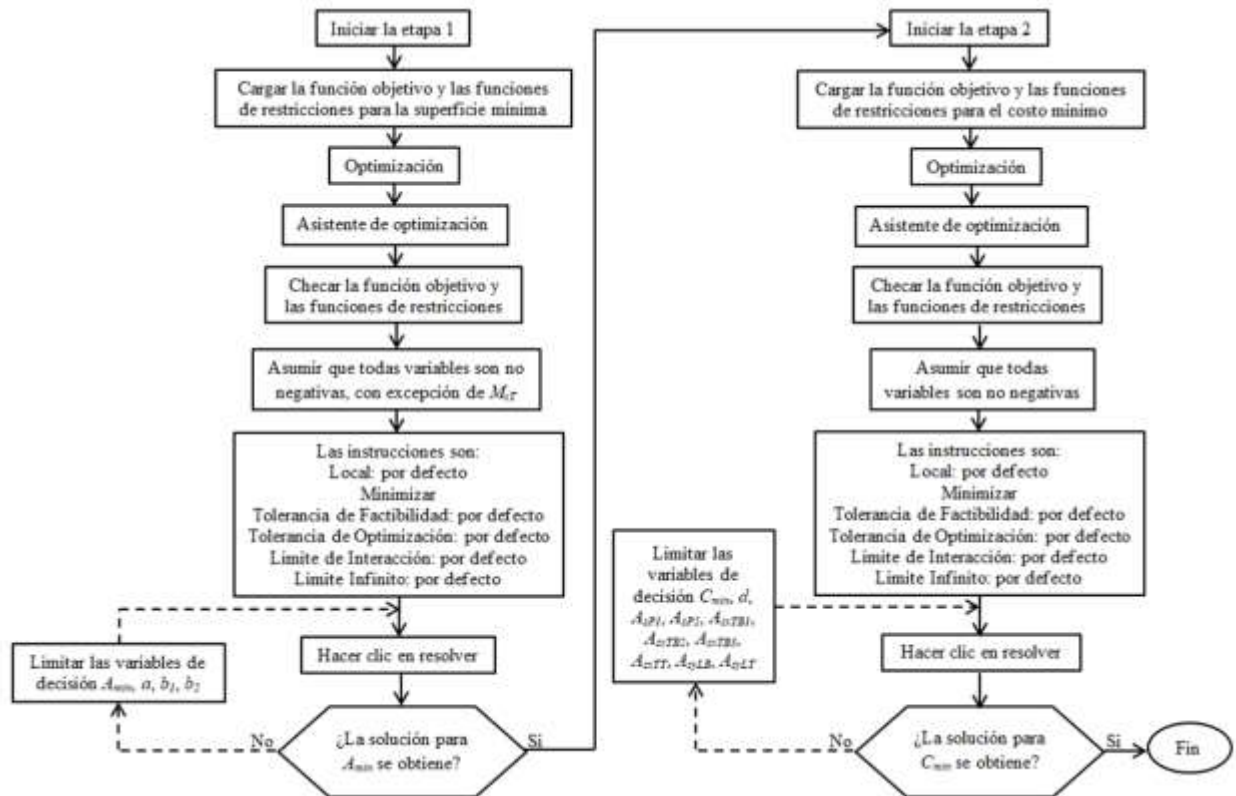 Iniciar la etapa 1
Cargar la función objetivo y las funciones
de restricciones para la superficie mínima
Optimización
Asistente de optimización
Checar la función objetivo y
las funciones de restricciones
Asumir que todas variables son no
negativas, con excepción de
Las instrucciones son:
Local: por defecto
Minimizar
Tolerancia de Factibilidad: por defecto
Tolerancia de Optimización: por defecto
Límite de Interacción: por defecto
Límite Infinito: por defecto
Hacer clic en resolver
Limitar las variables de
decisión Amin, a, b1, b2
No
¿La solución para
Amin se obtiene?
Si
Iniciar la etapa 2
Cargar la función objetivo y las funciones
de restricciones para el costo mínimo
Optimización
Asistente de optimización
Checar la función objetivo y
las funciones de restricciones
Asumir que todas
variables son no negativas
Las instrucciones son:
Local: por defecto
Minimizar
Tolerancia de Factibilidad: por defecto
Tolerancia de Optimización: por defecto
Límite de Interacción: por defecto
Límite Infinito: por defecto
Limitar las
variables de
decisión Cmin, d,
Hacer clic en resolver
No
¿La solución para
Cmin se obtiene?
Si
Fin